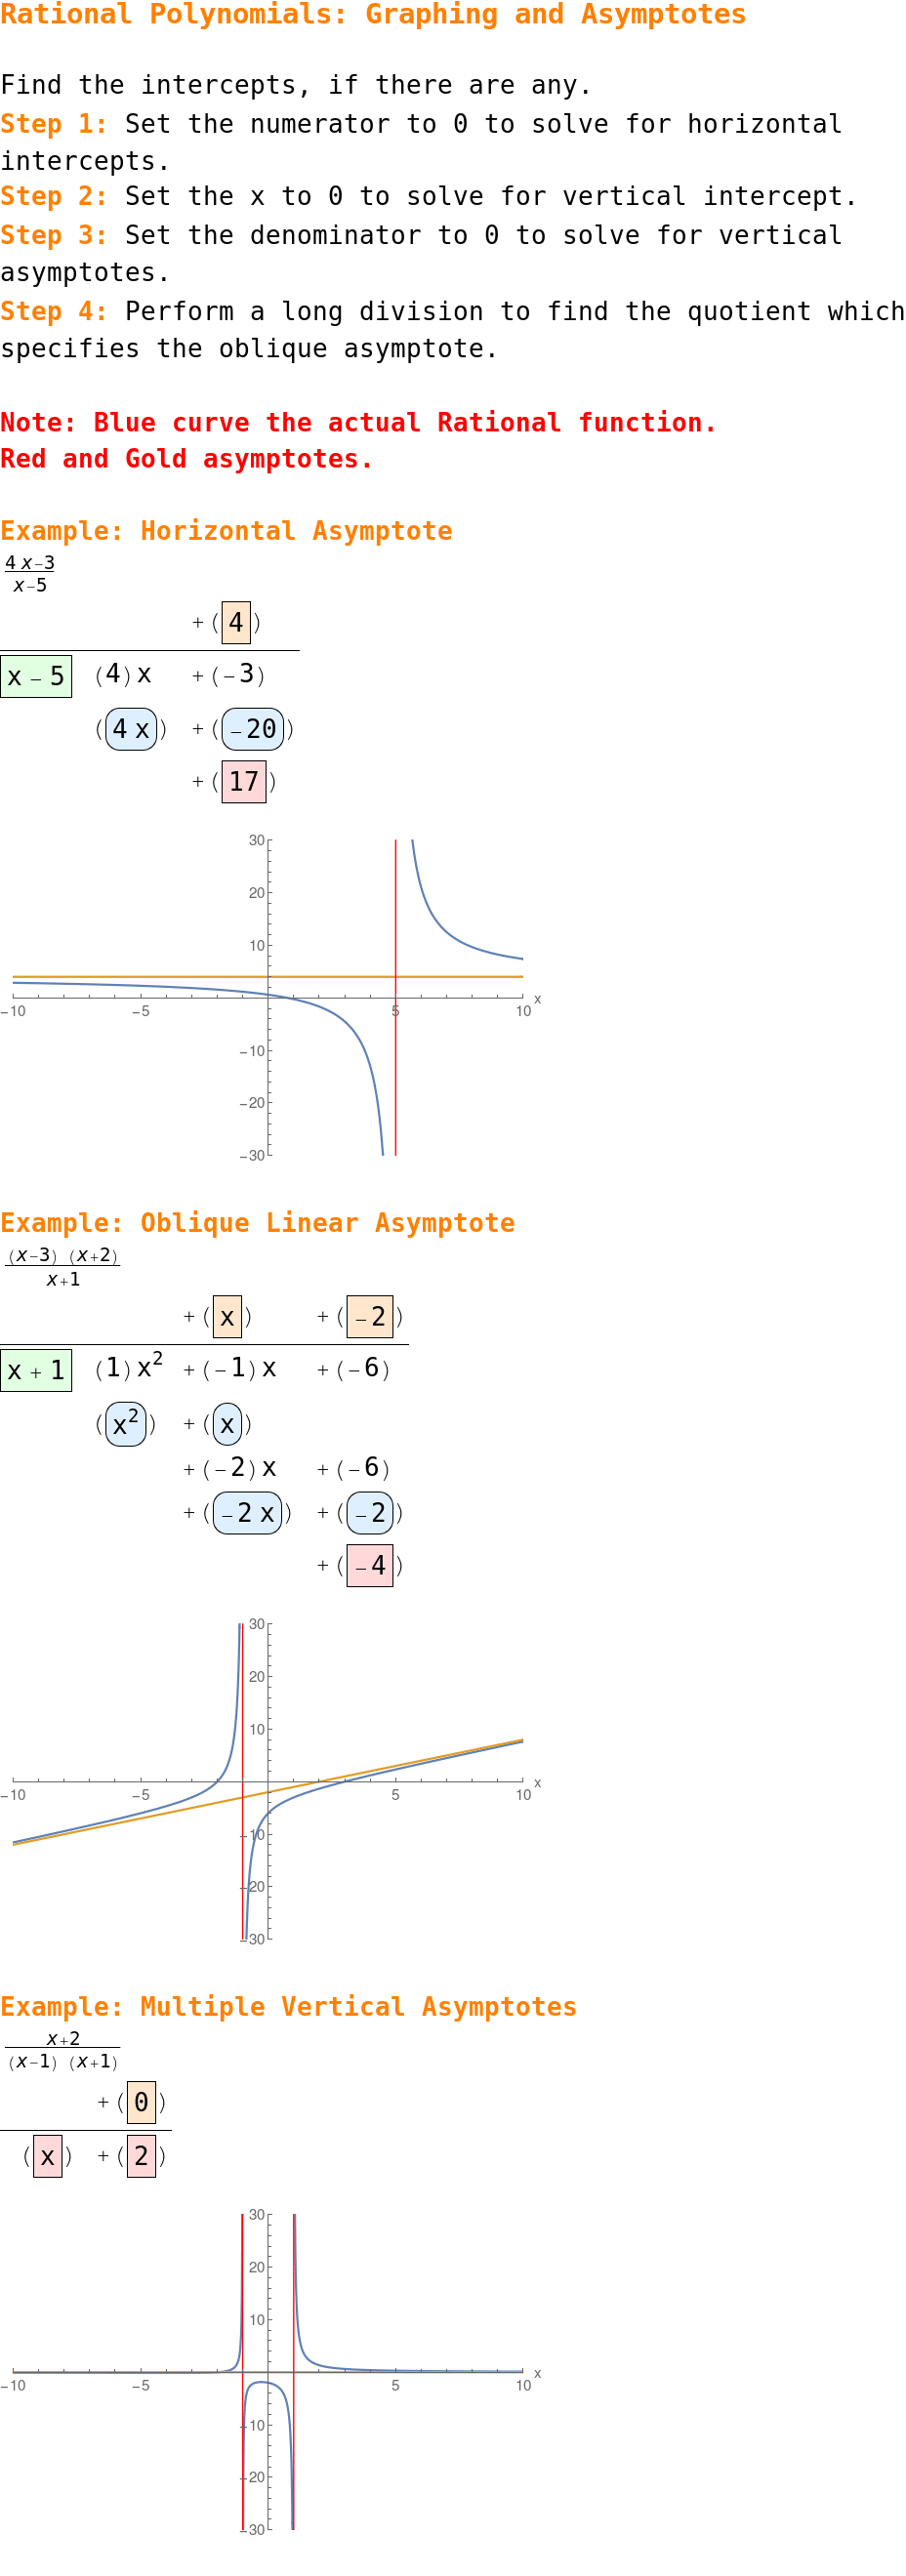 Rational Polynomials: Graphing and Asymptotes
Find the intercepts, if there are any.
Step 1: Set the numerator to 0 to solve for horizontal
intercepts.
Step 2: Set the x to 0 to solve for vertical intercept.
Step 3: Set the denominator to 0 to solve for vertical
asymptotes.
Step 4: Perform a long division to find the quotient which
specifies the oblique asymptote.
Note: Blue curve the actual Rational function.
Red and Gold asymptotes.
Example: Horizontal Asymptote
4 x−3
x−5
+ (4)
x − 5 (4) x + (−3)
(4 x) + (−20)
+ (17)
30
20
10
−10 −5 5 10 x
−10
−20
−30
Example: Oblique Linear Asymptote
(x−3) (x+2)
x+1
+ (x) + (−2)
x + 1 (1) x² + (−1) x + (−6)
(x²) + (x)
+ (−2) x + (−6)
+ (−2 x) + (−2)
+ (−4)
30
20
10
−10 −5 5 10 x
−10
−20
−30
Example: Multiple Vertical Asymptotes
x+2
(x−1) (x+1)
+ (0)
(x) + (2)
30
20
10
−10 −5 5 10 x
−10
−20
−30